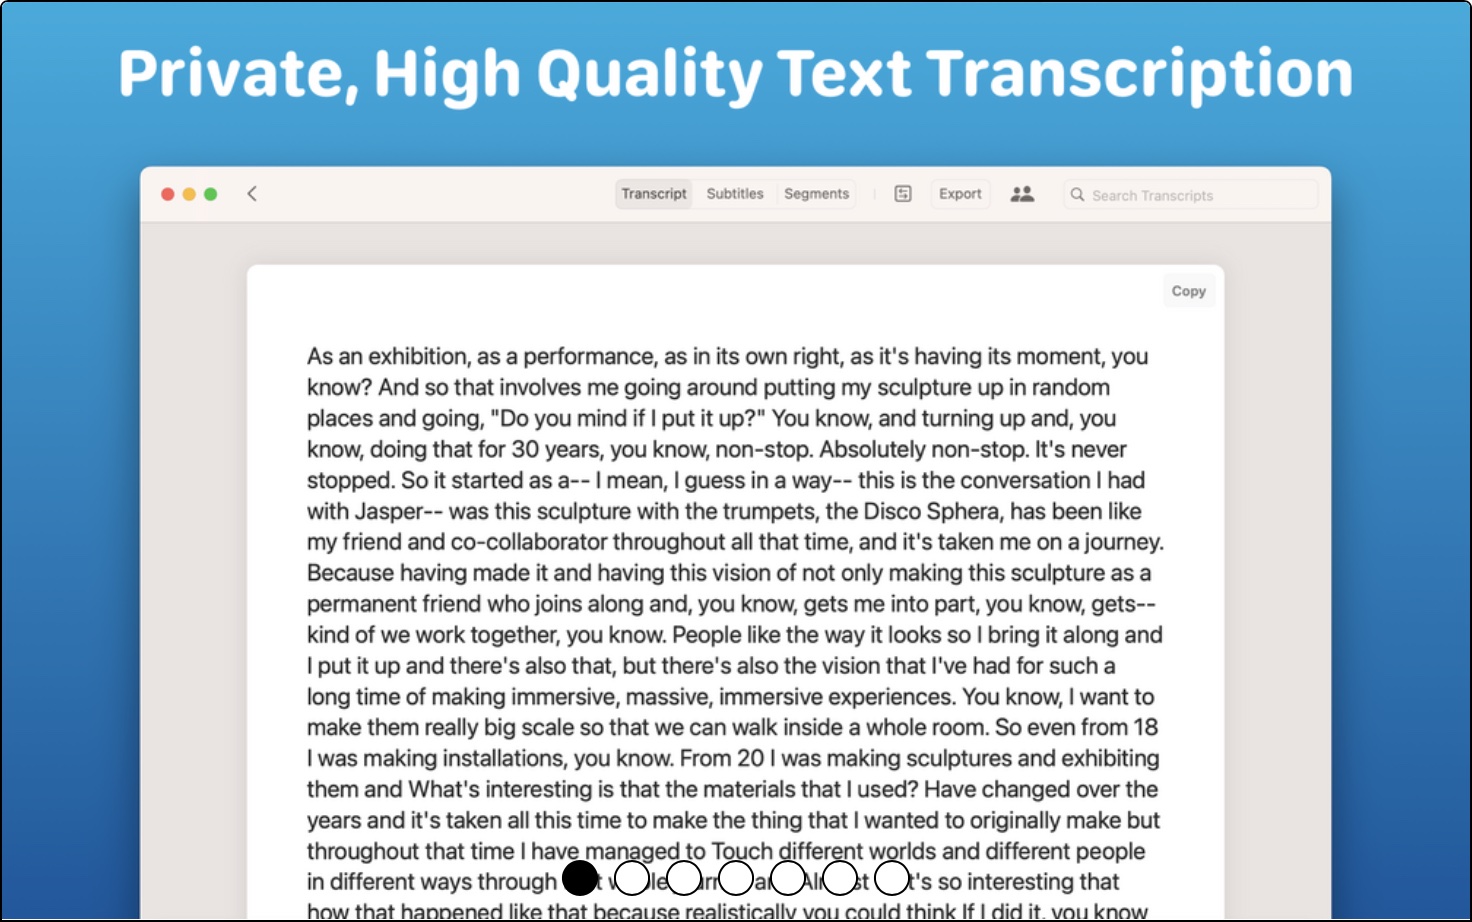 Private, High Quality Text Transcription
Transcript Subtitles Segments Export Search Transcripts
Copy
As an exhibition, as a performance, as in its own right, as it's having its moment, you
know? And so that involves me going around putting my sculpture up in random
places and going, "Do you mind if I put it up?" You know, and turning up and, you
know, doing that for 30 years, you know, non-stop. Absolutely non-stop. It's never
stopped. So it started as a-- I mean, I guess in a way-- this is the conversation I had
with Jasper-- was this sculpture with the trumpets, the Disco Sphera, has been like
my friend and co-collaborator throughout all that time, and it's taken me on a journey.
Because having made it and having this vision of not only making this sculpture as a
permanent friend who joins along and, you know, gets me into part, you know, gets--
kind of we work together, you know. People like the way it looks so I bring it along and
I put it up and there's also that, but there's also the vision that I've had for such a
long time of making immersive, massive, immersive experiences. You know, I want to
make them really big scale so that we can walk inside a whole room. So even from 18
I was making installations, you know. From 20 I was making sculptures and exhibiting
them and What's interesting is that the materials that I used? Have changed over the
years and it's taken all this time to make the thing that I wanted to originally make but
throughout that time I have managed to Touch different worlds and different people
in different ways through so interesting that
how that happened like that because realistically you could think If I did it, you know